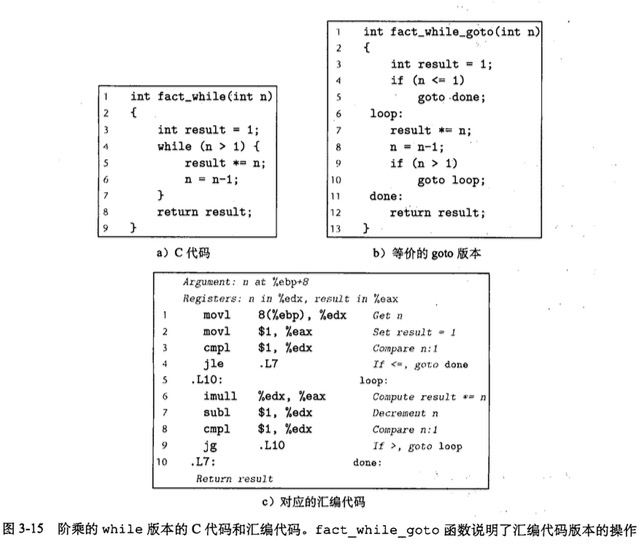 1 int fact_while(int n)
2 {
3 int result = 1;
4 while (n > 1) {
5 result *= n;
6 n = n-1;
7 }
8 return result;
9 }
a）C 代码
1 int fact_while_goto(int n)
2 {
3 int result = 1;
4 if (n <= 1)
5 goto done;
6 loop:
7 result *= n;
8 n = n-1;
9 if (n > 1)
10 goto loop;
11 done:
12 return result;
13 }
b）等价的 goto 版本
Argument: n at %ebp+8
Registers: n in %edx, result in %eax
1 movl 8(%ebp), %edx Get n
2 movl $1, %eax Set result = 1
3 cmpl $1, %edx Compare n:1
4 jle .L7 If <=, goto done
5 .L10: loop:
6 imull %edx, %eax Compute result *= n
7 subl $1, %edx Decrement n
8 cmpl $1, %edx Compare n:1
9 jg .L10 If >, goto loop
10 .L7: done:
Return result
c）对应的汇编代码
图 3-15 阶乘的 while 版本的 C 代码和汇编代码。fact_while_goto 函数说明了汇编代码版本的操作